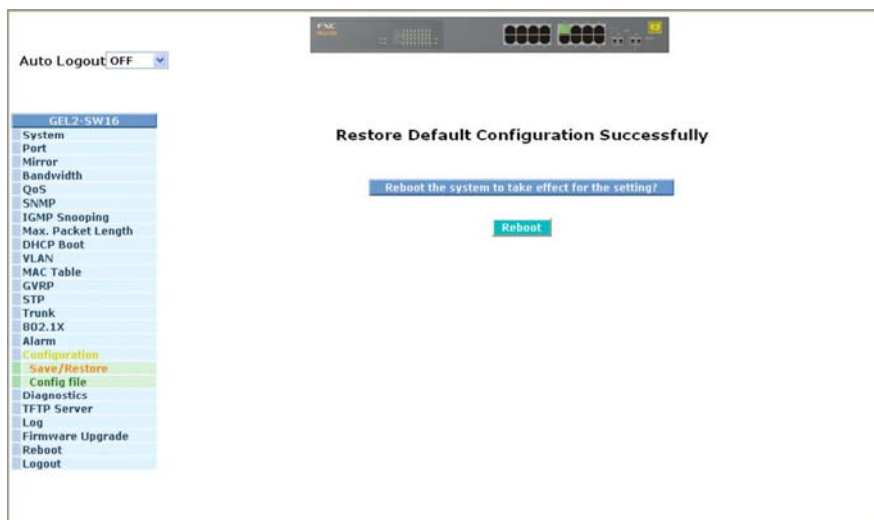 FXC
Auto Logout OFF
GEL2-SW16
System
Port
Mirror
Bandwidth
QoS
SNMP
IGMP Snooping
Max. Packet Length
DHCP Boot
VLAN
MAC Table
GVRP
STP
Trunk
802.1X
Alarm
Configuration
Save/Restore
Config file
Diagnostics
TFTP Server
Log
Firmware Upgrade
Reboot
Logout
Restore Default Configuration Successfully
Reboot the system to take effect for the setting?
Reboot